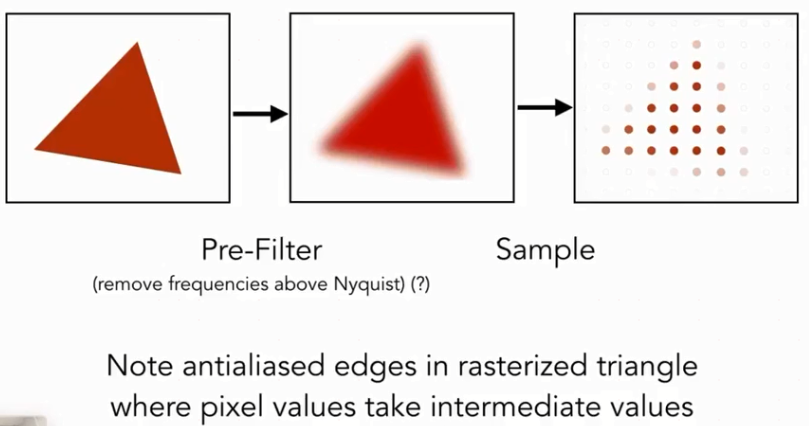 Pre-Filter
Sample
(remove frequencies above Nyquist) (?)
Note antialiased edges in rasterized triangle
where pixel values take intermediate values